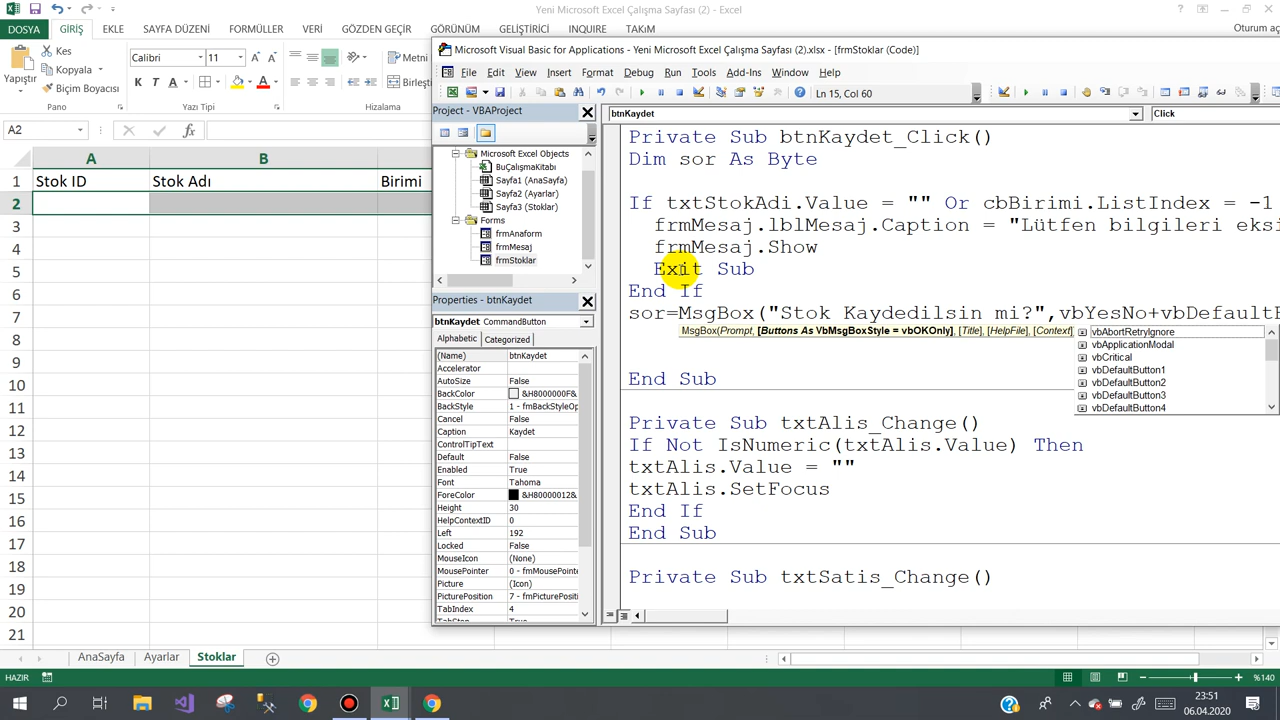 Yeni Microsoft Excel Çalışma Sayfası (2) - Excel
DOSYA GİRİŞ EKLE SAYFA DÜZENİ FORMÜLLER VERİ GÖZDEN GEÇİR GÖRÜNÜM GELİŞTİRİCİ INQUIRE TAKıM Oturum aç
Yapıştır
Kes
Kopyala
Biçim Boyacısı
Calibri 11
K T A
Metni
Birleştir
Pano Yazı Tipi Hizalama
A2
fx
A B
1 Stok ID Stok Adı Birimi
2
3
4
5
6
7
8
9
10
11
12
13
14
15
16
17
18
19
20
21
AnaSayfa Ayarlar Stoklar
HAZIR
%140
Microsoft Visual Basic for Applications - Yeni Microsoft Excel Çalışma Sayfası (2).xlsx - [frmStoklar (Code)]
File Edit View Insert Format Debug Run Tools Add-Ins Window Help
Ln 15, Col 60
Project - VBAProject
Microsoft Excel Objects
BuÇalışmaKitabı
Sayfa1 (AnaSayfa)
Sayfa2 (Ayarlar)
Sayfa3 (Stoklar)
Forms
frmAnaform
frmMesaj
frmStoklar
Properties - btnKaydet
btnKaydet CommandButton
Alphabetic Categorized
(Name) btnKaydet
Accelerator
AutoSize False
BackColor &H8000000F&
BackStyle 1 - fmBackStyleOp
Cancel False
Caption Kaydet
ControlTipText
Default False
Enabled True
Font Tahoma
ForeColor &H80000012&
Height 30
HelpContextID 0
Left 192
Locked False
MouseIcon (None)
MousePointer 0 - fmMousePointe
Picture (Icon)
PicturePosition 7 - fmPicturePositi
TabIndex 4
TabStop True
btnKaydet Click
Private Sub btnKaydet_Click()
Dim sor As Byte
If txtStokAdi.Value = "" Or cbBirimi.ListIndex = -1
frmMesaj.lblMesaj.Caption = "Lütfen bilgileri eksi
frmMesaj.Show
Exit Sub
End If
sor=MsgBox("Stok Kaydedilsin mi?",vbYesNo+vbDefaultB
MsgBox(Prompt, [Buttons As VbMsgBoxStyle = vbOKOnly], [Title], [HelpFile], [Context]
vbAbortRetryIgnore
vbApplicationModal
vbCritical
vbDefaultButton1
vbDefaultButton2
vbDefaultButton3
vbDefaultButton4
End Sub
Private Sub txtAlis_Change()
If Not IsNumeric(txtAlis.Value) Then
txtAlis.Value = ""
txtAlis.SetFocus
End If
End Sub
Private Sub txtSatis_Change()
23:51
06.04.2020